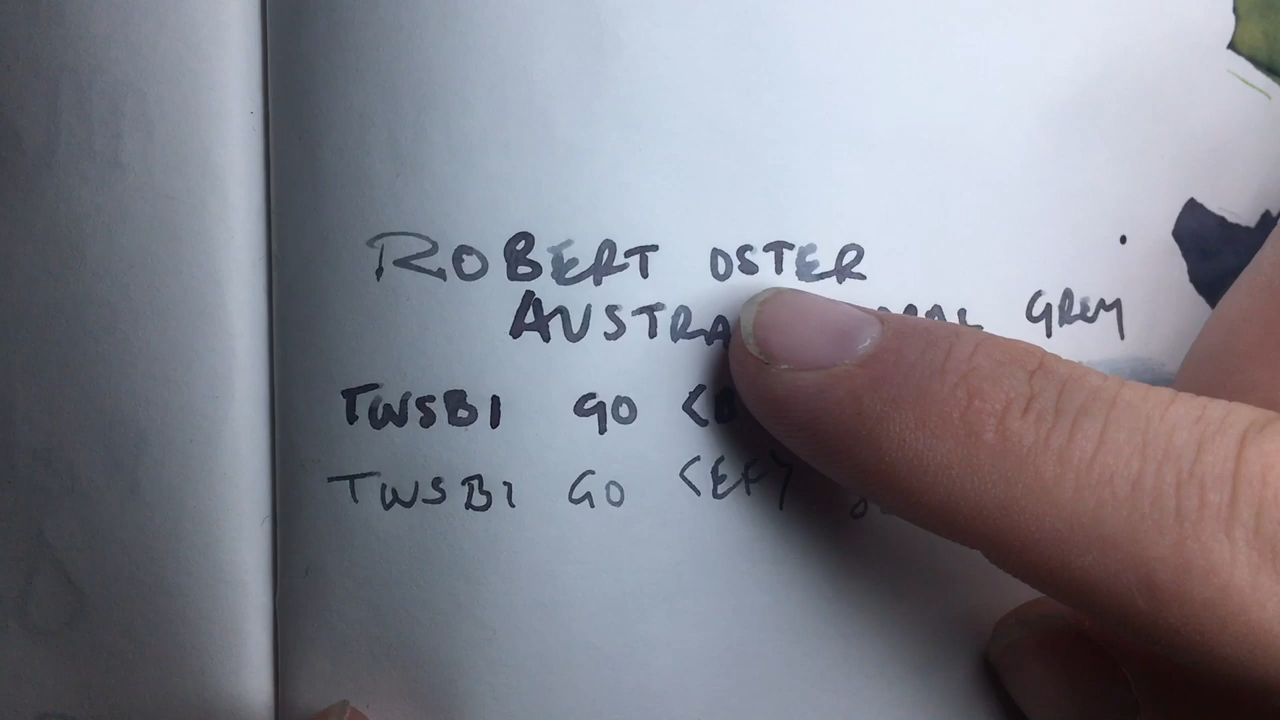 ROBERT OSTER
AUSTRA GREY
TWSBI GO
TWSBI GO <EF>